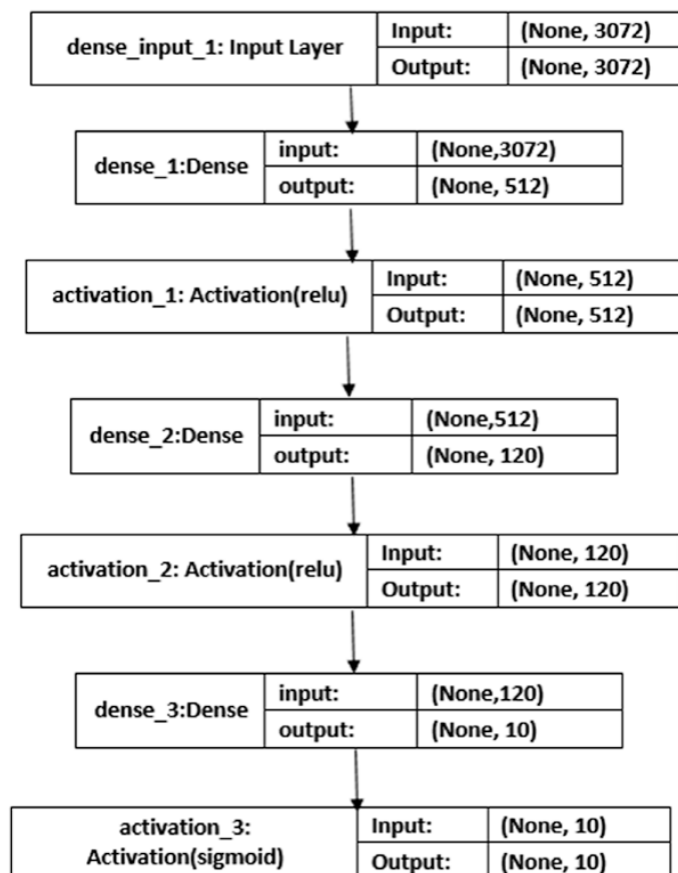 dense_input_1: Input Layer
Input: (None, 3072)
Output: (None, 3072)
dense_1:Dense
input: (None,3072)
output: (None, 512)
activation_1: Activation(relu)
Input: (None, 512)
Output: (None, 512)
dense_2:Dense
input: (None,512)
output: (None, 120)
activation_2: Activation(relu)
Input: (None, 120)
Output: (None, 120)
dense_3:Dense
input: (None,120)
output: (None, 10)
activation_3:
Activation(sigmoid)
Input: (None, 10)
Output: (None, 10)